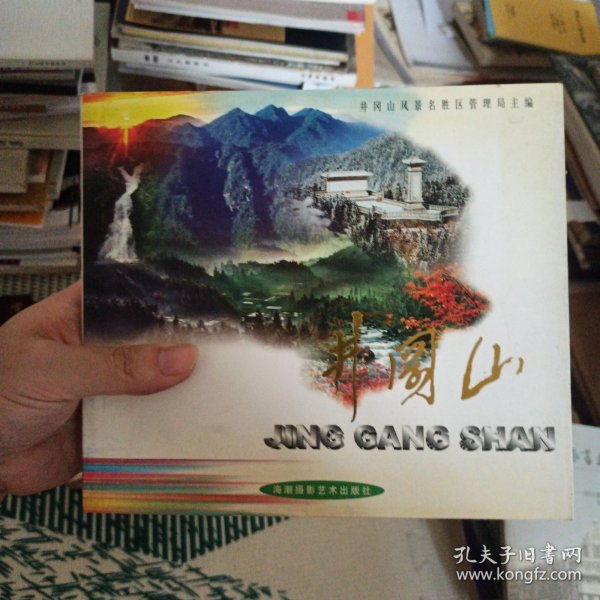 井冈山风景名胜区管理局主编
井冈山
JING GANG SHAN
海潮摄影艺术出版社
孔夫子旧书网
www.kongfz.com